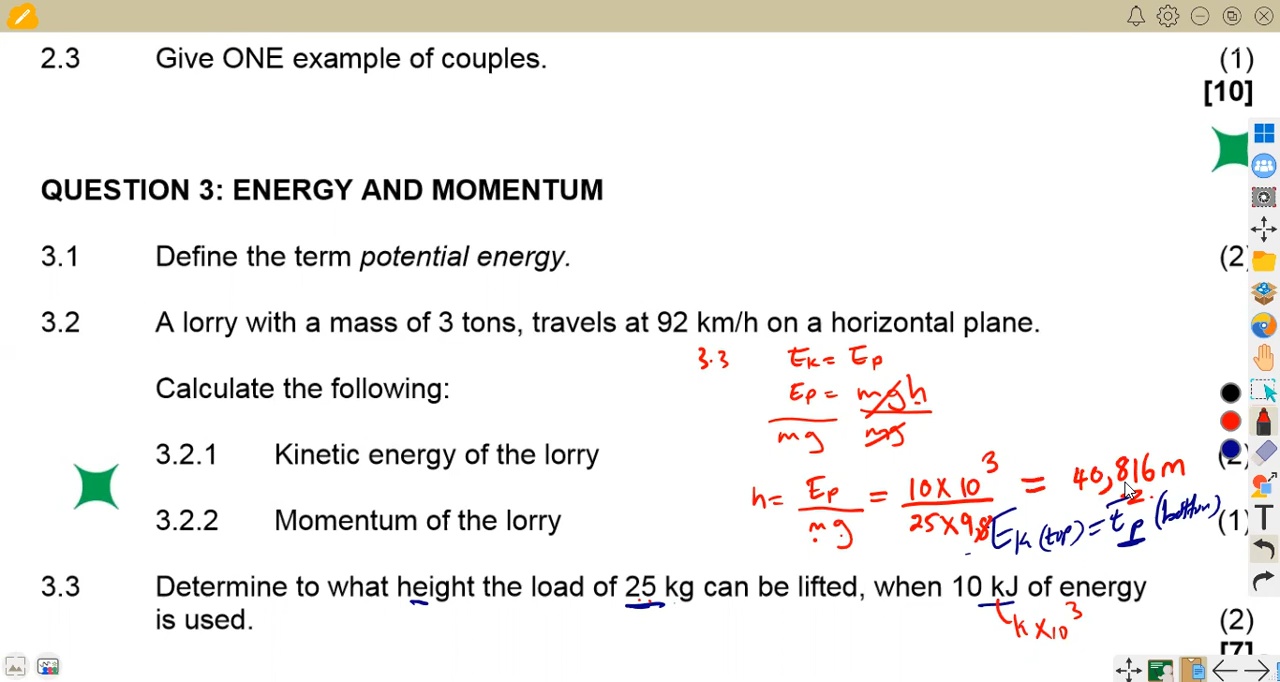 2.3 Give ONE example of couples. (1)
[10]
QUESTION 3: ENERGY AND MOMENTUM
3.1 Define the term potential energy. (2)
3.2 A lorry with a mass of 3 tons, travels at 92 km/h on a horizontal plane.
3.3 Ek = Ep
Calculate the following:
Ep = mgh
mg mg
3.2.1 Kinetic energy of the lorry (2)
h = Ep/mg = 10 x 10³/25 x 9,8 = 40,816 m
3.2.2 Momentum of the lorry (1)
Ek (top) = Ep (bottom)
3.3 Determine to what height the load of 25 kg can be lifted, when 10 kJ of energy
is used. (2)
k x 10³
[7]
T